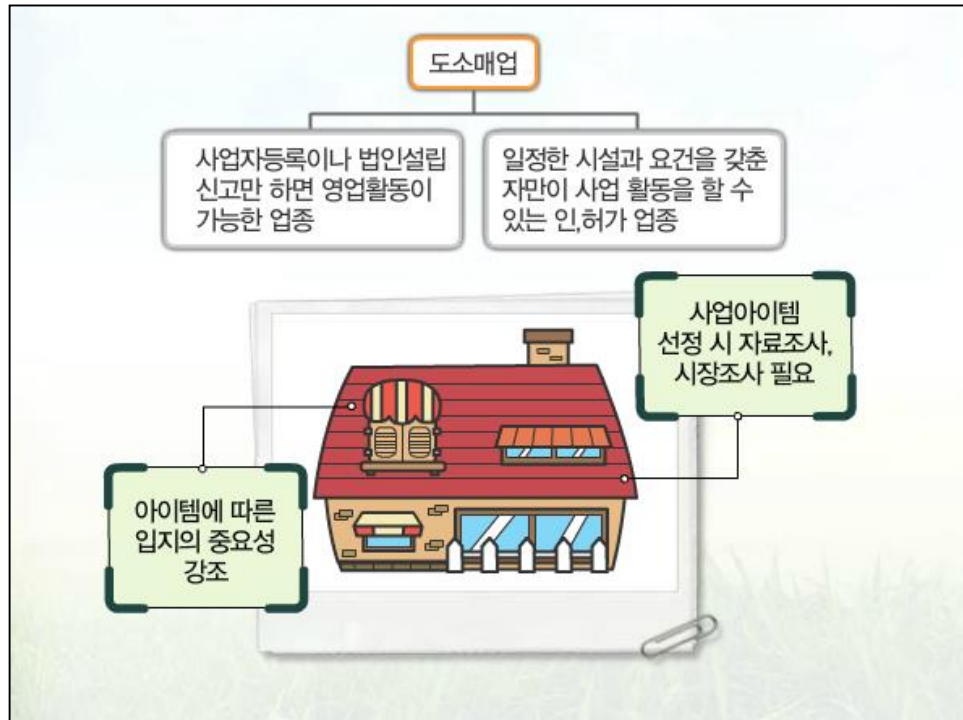 도소매업
사업자등록이나 법인설립
신고만 하면 영업활동이
가능한 업종
일정한 시설과 요건을 갖춘
자만이 사업 활동을 할 수
있는 인,허가 업종
사업아이템
선정 시 자료조사,
시장조사 필요
아이템에 따른
입지의 중요성
강조